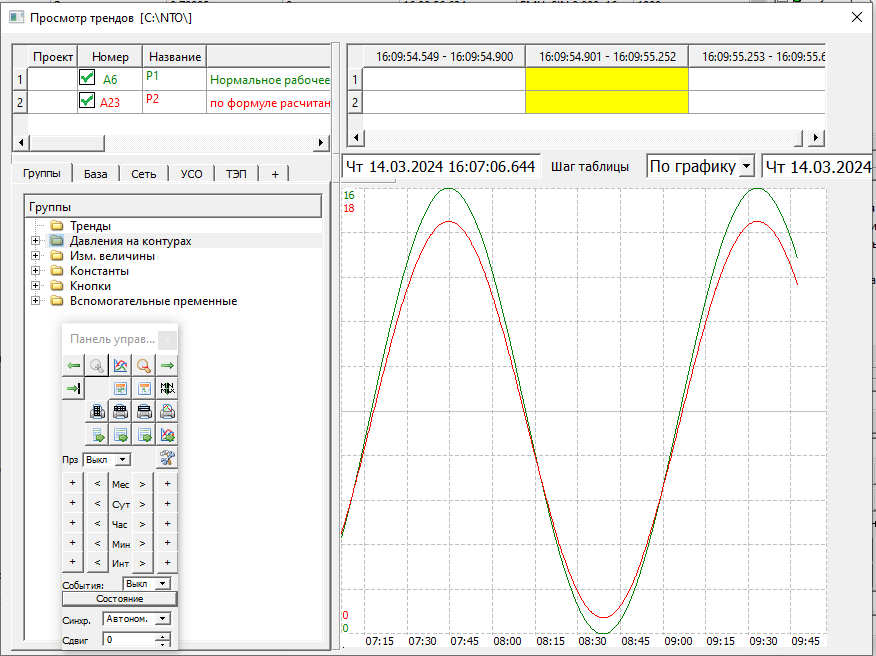 Просмотр трендов [C:\NTO\]
Проект Номер Название
1 A6 P1 Нормальное рабочее
2 A23 P2 по формуле расчитан
16:09:54.549 - 16:09:54.900 16:09:54.901 - 16:09:55.252 16:09:55.253 - 16:09:55.6
1
2
Группы База Сеть УСО ТЭП +
Чт 14.03.2024 16:07:06.644 Шаг таблицы По графику Чт 14.03.2024
Группы
Тренды
Давления на контурах
Изм. величины
Константы
Кнопки
Вспомогательные пременные
Панель управ...
MIN MAX
Прз Выкл
+ < Мес > +
+ < Сут > +
+ < Час > +
+ < Мин > +
+ < Инт > +
События: Выкл
Состояние
Синхр. Автоном.
Сдвиг 0
16
18
0
0
07:15 07:30 07:45 08:00 08:15 08:30 08:45 09:00 09:15 09:30 09:45